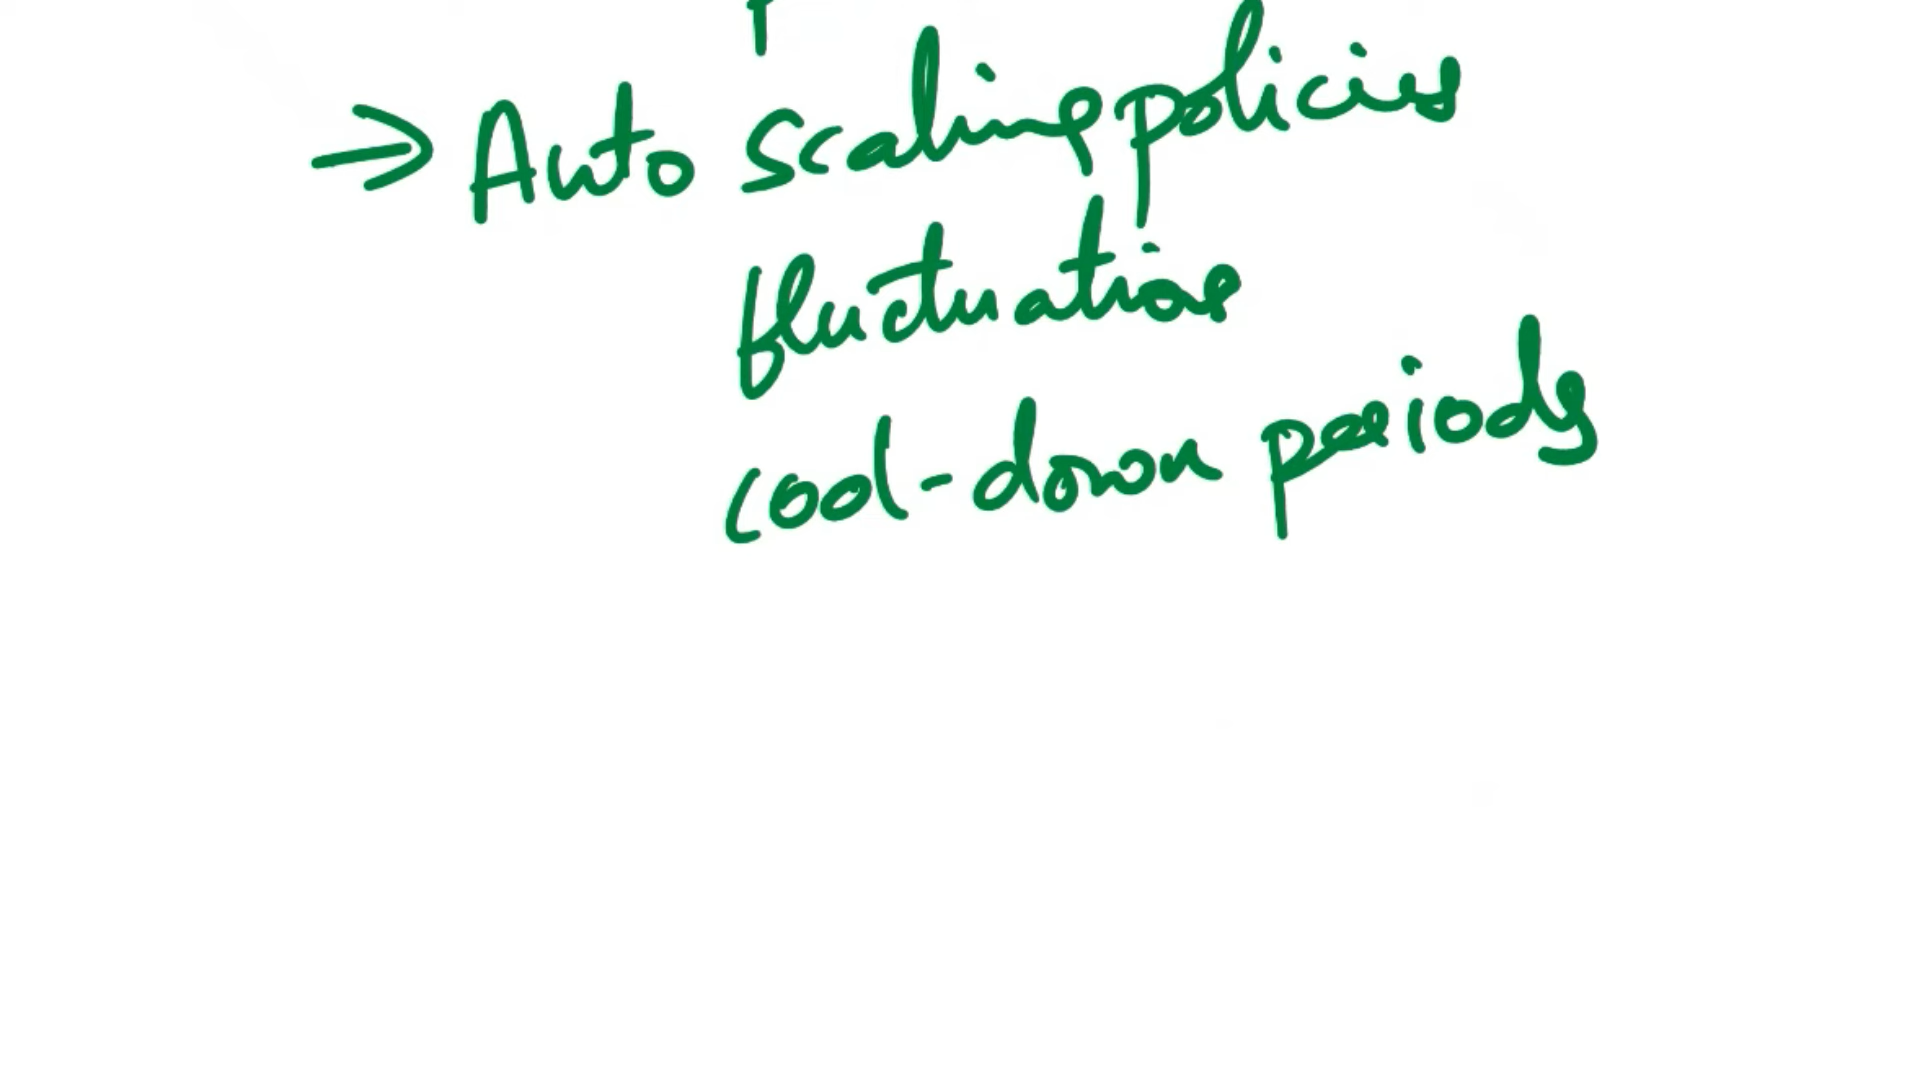 → Auto scaling policies
fluctuations
cool-down periods